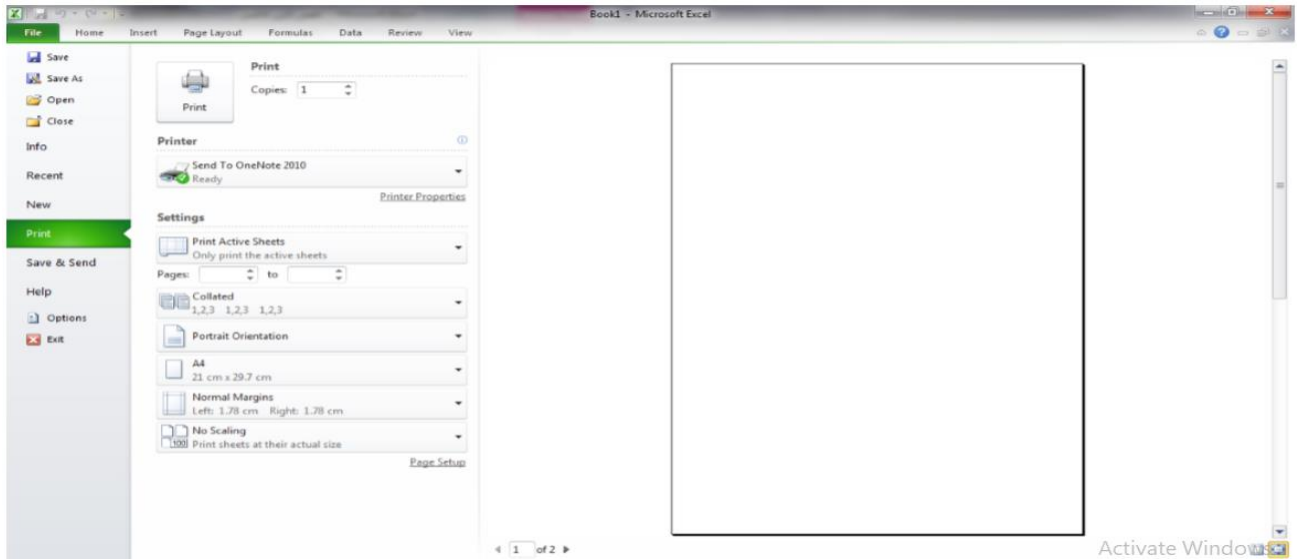 Book1 - Microsoft Excel
File Home Insert Page Layout Formulas Data Review View
Save
Save As
Open
Close
Info
Recent
New
Print
Save & Send
Help
Options
Exit
Print
Print
Copies: 1
Printer
Send To OneNote 2010
Ready
Printer Properties
Settings
Print Active Sheets
Only print the active sheets
Pages: to
Collated
1,2,3 1,2,3 1,2,3
Portrait Orientation
A4
21 cm x 29.7 cm
Normal Margins
Left: 1.78 cm Right: 1.78 cm
No Scaling
100 Print sheets at their actual size
Page Setup
1 of 2
Activate Windows